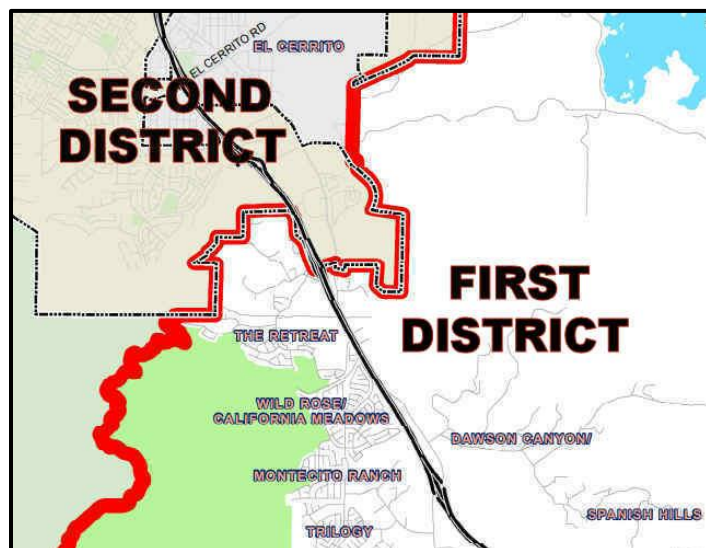 EL CERRITO
EL CERRITO RD
SECOND
DISTRICT
FIRST
DISTRICT
THE RETREAT
WILD ROSE/
CALIFORNIA MEADOWS
DAWSON CANYON/
MONTECITO RANCH
SPANISH HILLS
TRILOGY